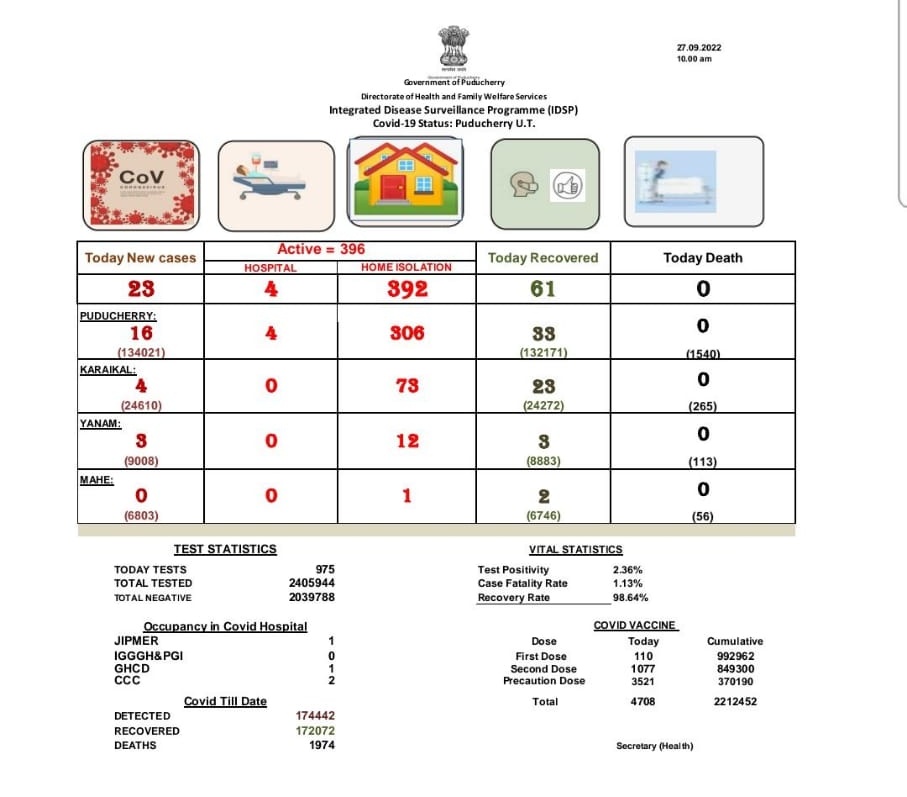 27.09.2022
10.00 am
सत्यमेव जयते
Government of Puducherry
Government of Puducherry
Directorate of Health and Family Welfare Services
Integrated Disease Surveillance Programme (IDSP)
Covid-19 Status: Puducherry U.T.
CoV
CORONAVIRUS
Today New cases
Active = 396
HOSPITAL
HOME ISOLATION
Today Recovered
Today Death
23 4 392 61 0
PUDUCHERRY:
16 4 306 33 0
(134021) (132171) (1540)
KARAIKAL:
4 0 73 23 0
(24610) (24272) (265)
YANAM:
3 0 12 3 0
(9008) (8883) (113)
MAHE:
0 0 1 2 0
(6803) (6746) (56)
TEST STATISTICS
TODAY TESTS 975
TOTAL TESTED 2405944
TOTAL NEGATIVE 2039788
VITAL STATISTICS
Test Positivity 2.36%
Case Fatality Rate 1.13%
Recovery Rate 98.64%
Occupancy in Covid Hospital
JIPMER 1
IGGGH&PGI 0
GHCD 1
CCC 2
COVID VACCINE
Dose Today Cumulative
First Dose 110 992962
Second Dose 1077 849300
Precaution Dose 3521 370190
Total 4708 2212452
Covid Till Date
DETECTED 174442
RECOVERED 172072
DEATHS 1974
Secretary (Health)